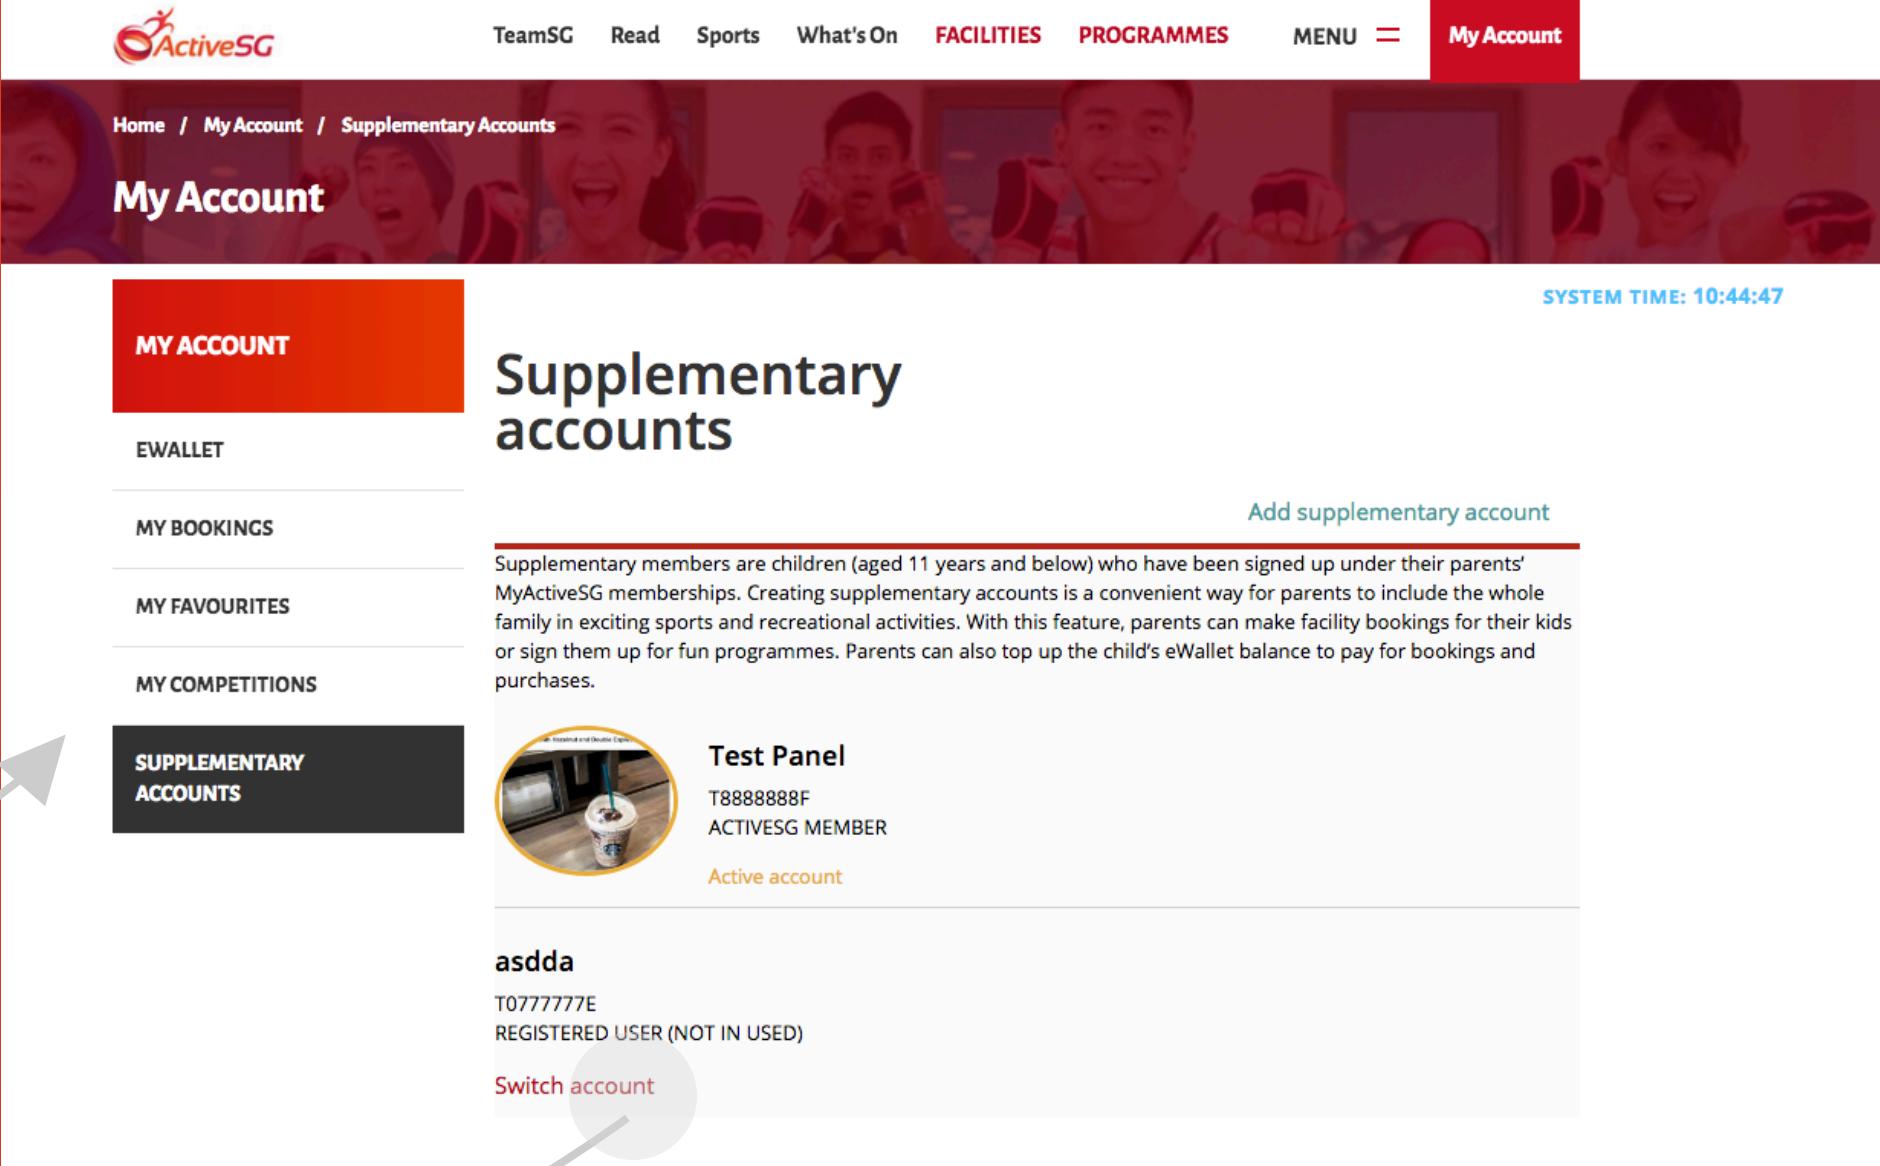 ActiveSG
TeamSG Read Sports What's On FACILITIES PROGRAMMES MENU My Account
Home / My Account / Supplementary Accounts
My Account
SYSTEM TIME: 10:44:47
MY ACCOUNT
EWALLET
MY BOOKINGS
MY FAVOURITES
MY COMPETITIONS
SUPPLEMENTARY
ACCOUNTS
Supplementary
accounts
Add supplementary account
Supplementary members are children (aged 11 years and below) who have been signed up under their parents'
MyActiveSG memberships. Creating supplementary accounts is a convenient way for parents to include the whole
family in exciting sports and recreational activities. With this feature, parents can make facility bookings for their kids
or sign them up for fun programmes. Parents can also top up the child's eWallet balance to pay for bookings and
purchases.
Test Panel
T8888888F
ACTIVESG MEMBER
Active account
asdda
T0777777E
REGISTERED USER (NOT IN USED)
Switch account